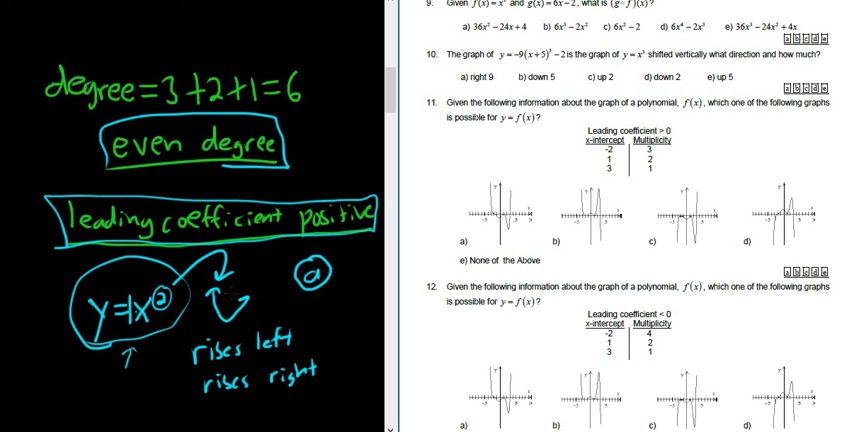 degree = 3 + 2 + 1 = 6
even degree
leading coefficient positive
y = 1x²
rises left
rises right
a
9. Given f(x) = x² and g(x) = 6x − 2, what is (g ∘ f)(x)?
a) 36x² − 24x + 4 b) 6x³ − 2x² c) 6x² − 2 d) 6x⁴ − 2x³ e) 36x³ − 24x² + 4x
a b c d e
10. The graph of y = −9(x + 5)³ − 2 is the graph of y = x³ shifted vertically what direction and how much?
a) right 9 b) down 5 c) up 2 d) down 2 e) up 5
a b c d e
11. Given the following information about the graph of a polynomial, f(x), which one of the following graphs
is possible for y = f(x)?
Leading coefficient > 0
x-intercept Multiplicity
-2 3
1 2
3 1
a) b) c) d)
e) None of the Above
a b c d e
12. Given the following information about the graph of a polynomial, f(x), which one of the following graphs
is possible for y = f(x)?
Leading coefficient < 0
x-intercept Multiplicity
-2 4
1 2
3 1
a) b) c) d)